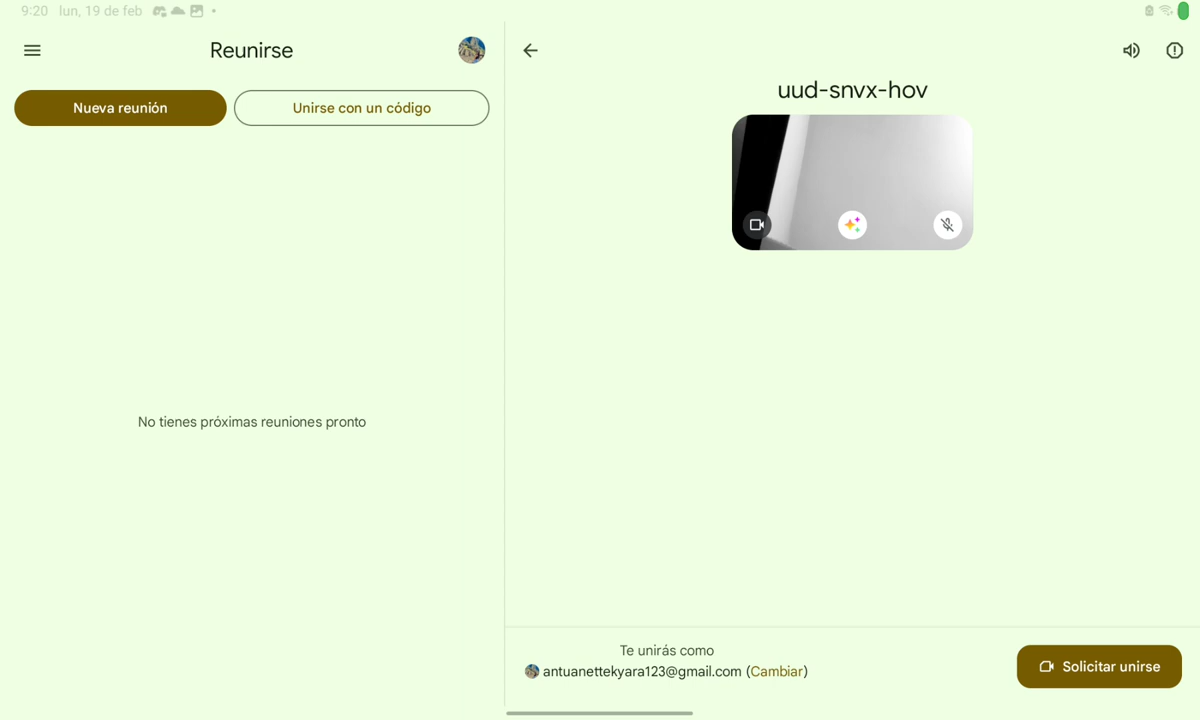 9:20 lun, 19 de feb
Reunirse
Nueva reunión
Unirse con un código
No tienes próximas reuniones pronto
uud-snvx-hov
Te unirás como
antuanettekyara123@gmail.com (Cambiar)
Solicitar unirse